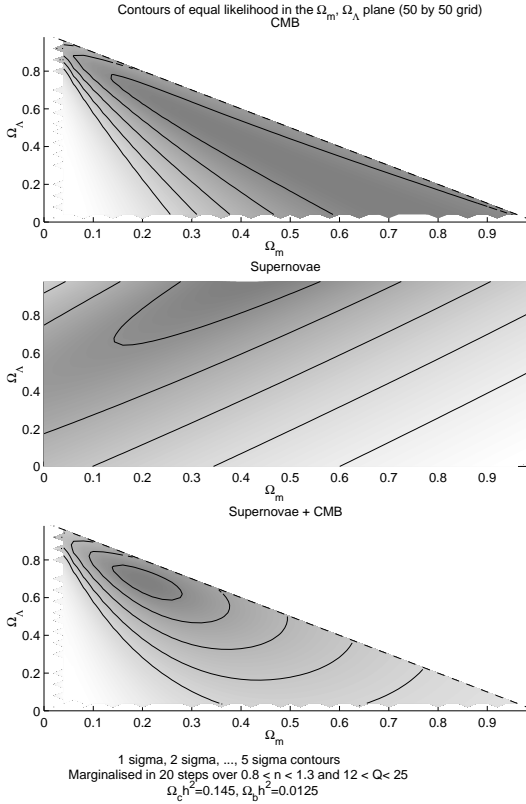 Contours of equal likelihood in the Ωm, ΩΛ plane (50 by 50 grid)
CMB
0.8
0.6
0.4
0.2
0
ΩΛ
0 0.1 0.2 0.3 0.4 0.5 0.6 0.7 0.8 0.9
Ωm
Supernovae
0.8
0.6
0.4
0.2
0
ΩΛ
0 0.1 0.2 0.3 0.4 0.5 0.6 0.7 0.8 0.9
Ωm
Supernovae + CMB
0.8
0.6
0.4
0.2
0
ΩΛ
0 0.1 0.2 0.3 0.4 0.5 0.6 0.7 0.8 0.9
Ωm
1 sigma, 2 sigma, ..., 5 sigma contours
Marginalised in 20 steps over 0.8 < n < 1.3 and 12 < Q< 25
Ωch²=0.145, Ωbh²=0.0125